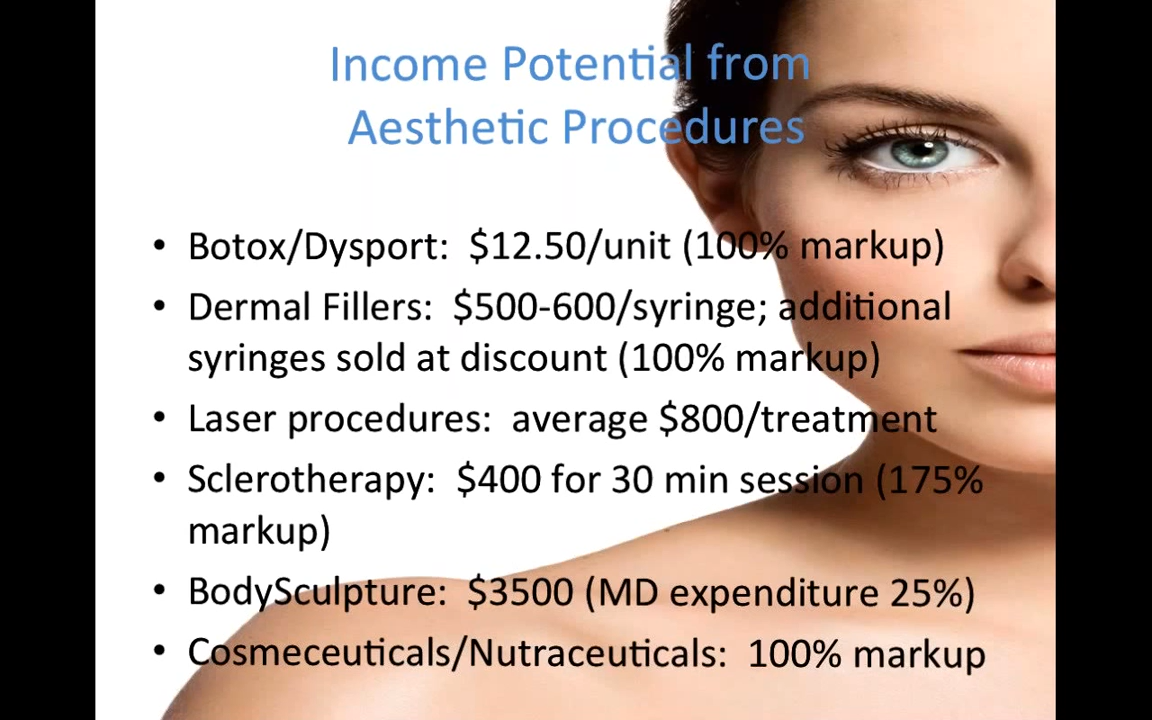 Income Potential from
Aesthetic Procedures
• Botox/Dysport: $12.50/unit (100% markup)
• Dermal Fillers: $500-600/syringe; additional
syringes sold at discount (100% markup)
• Laser procedures: average $800/treatment
• Sclerotherapy: $400 for 30 min session (175%
markup)
• BodySculpture: $3500 (MD expenditure 25%)
• Cosmeceuticals/Nutraceuticals: 100% markup